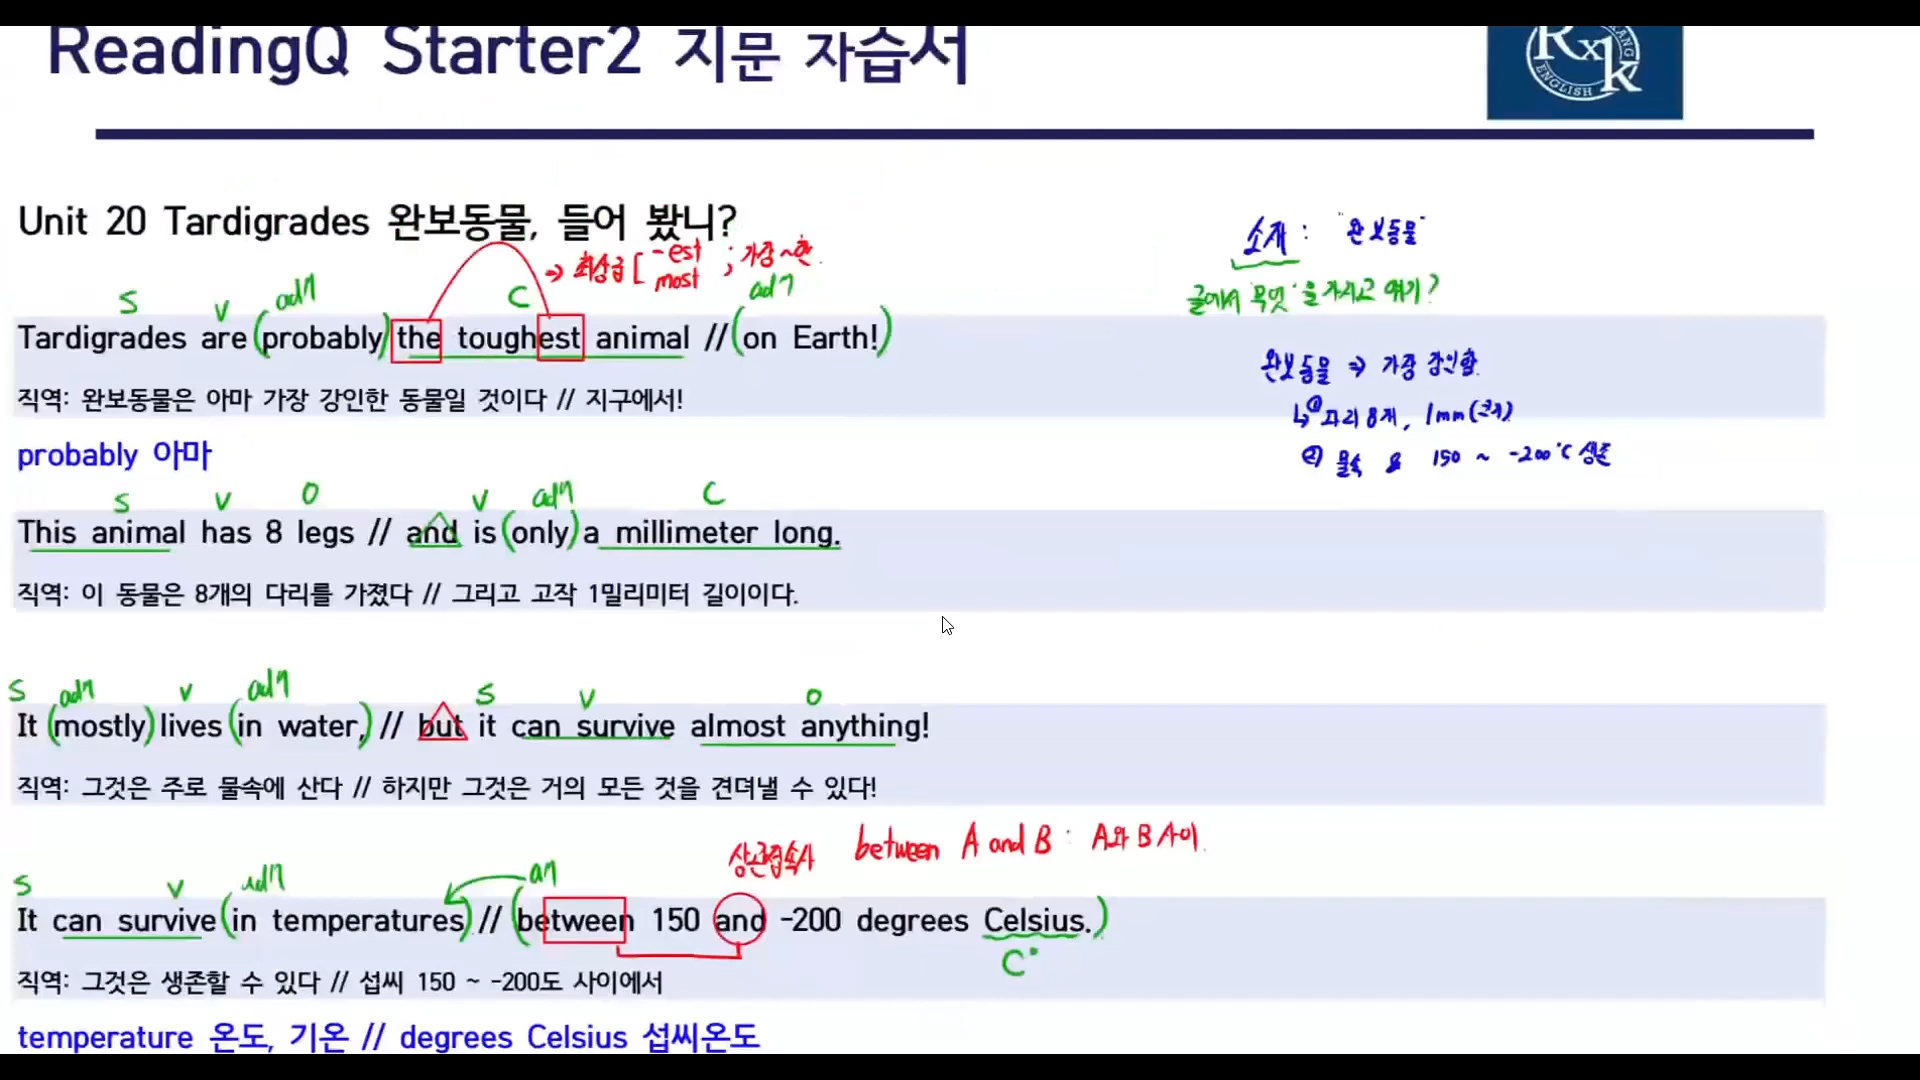 ReadingQ Starter2 지문 자습서
RxK
ENGLISH
Unit 20 Tardigrades 완보동물, 들어 봤니?
소재 : "완보동물"
⇒ 최상급 [ -est most ; 가장 ~한
글에서 '무엇'을 가지고 얘기?
S V ad C ad
Tardigrades are (probably) the toughest animal // (on Earth!)
완보동물 ⇒ 가장 강인함
직역: 완보동물은 아마 가장 강인한 동물일 것이다 // 지구에서!
↳ ① 다리 8개, 1mm (크기)
probably 아마
② 물속 & 150 ~ -200℃ 생존
S V O V ad C
This animal has 8 legs // and is (only) a millimeter long.
직역: 이 동물은 8개의 다리를 가졌다 // 그리고 고작 1밀리미터 길이이다.
S ad V ad S V O
It (mostly) lives (in water,) // but it can survive almost anything!
직역: 그것은 주로 물속에 산다 // 하지만 그것은 거의 모든 것을 견뎌낼 수 있다!
상관접속사 between A and B : A와 B 사이
S V ad a
It can survive (in temperatures) // (between 150 and -200 degrees Celsius.)
C°
직역: 그것은 생존할 수 있다 // 섭씨 150 ~ -200도 사이에서
temperature 온도, 기온 // degrees Celsius 섭씨온도